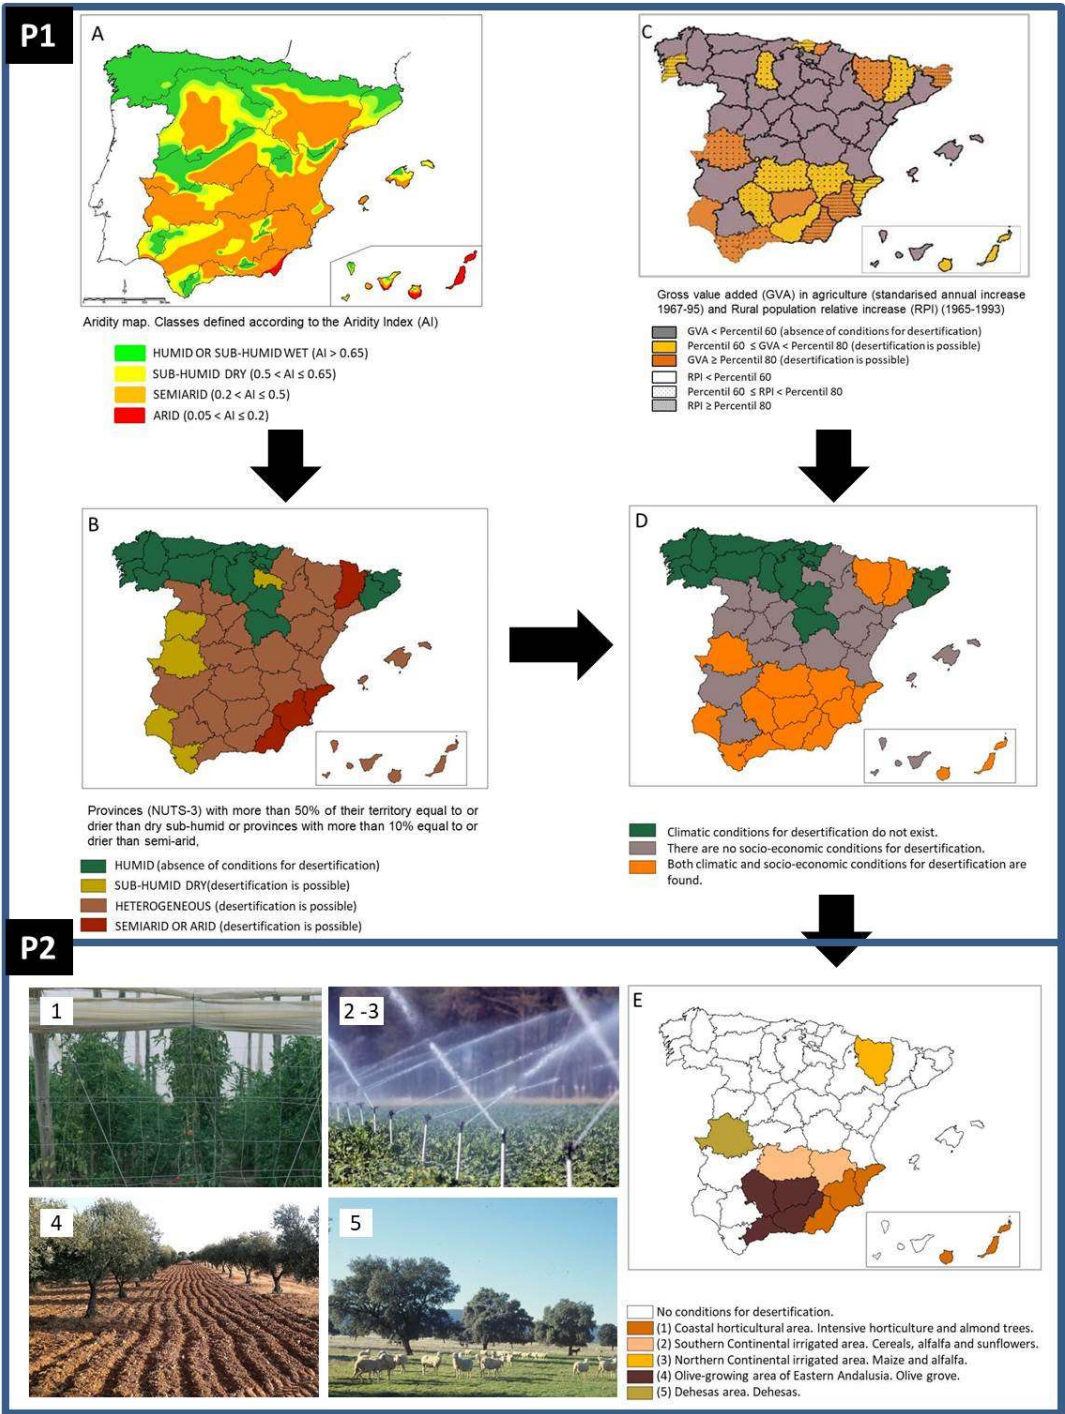 P1
A
Aridity map. Classes defined according to the Aridity Index (AI)
HUMID OR SUB-HUMID WET (AI > 0.65)
SUB-HUMID DRY (0.5 < AI ≤ 0.65)
SEMIARID (0.2 < AI ≤ 0.5)
ARID (0.05 < AI ≤ 0.2)
C
Gross value added (GVA) in agriculture (standarised annual increase
1967-95) and Rural population relative increase (RPI) (1965-1993)
GVA < Percentil 60 (absence of conditions for desertification)
Percentil 60 ≤ GVA < Percentil 80 (desertification is possible)
GVA ≥ Percentil 80 (desertification is possible)
RPI < Percentil 60
Percentil 60 ≤ RPI < Percentil 80
RPI ≥ Percentil 80
B
Provinces (NUTS-3) with more than 50% of their territory equal to or
drier than dry sub-humid or provinces with more than 10% equal to or
drier than semi-arid,
HUMID (absence of conditions for desertification)
SUB-HUMID DRY(desertification is possible)
HETEROGENEOUS (desertification is possible)
SEMIARID OR ARID (desertification is possible)
D
Climatic conditions for desertification do not exist.
There are no socio-economic conditions for desertification.
Both climatic and socio-economic conditions for desertification are
found.
P2
1
2 -3
4
5
E
No conditions for desertification.
(1) Coastal horticultural area. Intensive horticulture and almond trees.
(2) Southern Continental irrigated area. Cereals, alfalfa and sunflowers.
(3) Northern Continental irrigated area. Maize and alfalfa.
(4) Olive-growing area of Eastern Andalusia. Olive grove.
(5) Dehesas area. Dehesas.